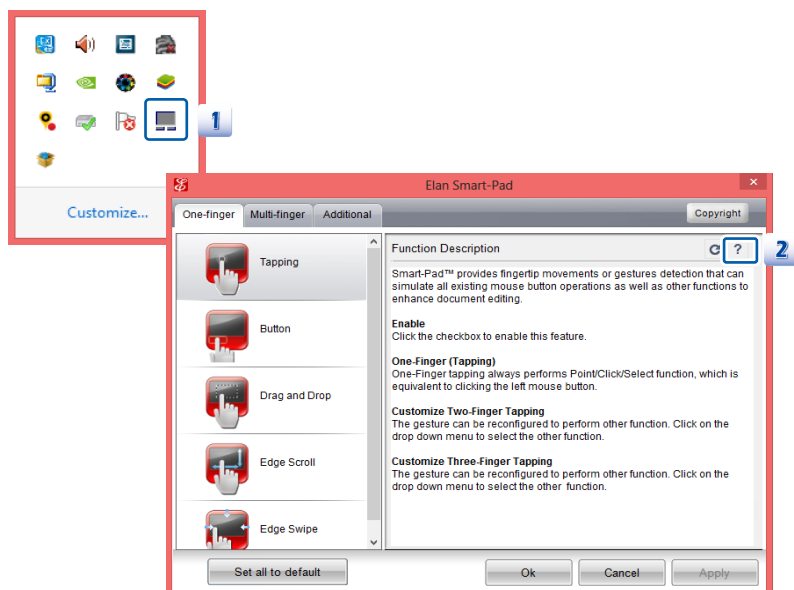 1
Customize...
Elan Smart-Pad
One-finger Multi-finger Additional Copyright
Tapping
Button
Drag and Drop
Edge Scroll
Edge Swipe
Function Description ?
2
Smart-Pad™ provides fingertip movements or gestures detection that can
simulate all existing mouse button operations as well as other functions to
enhance document editing.
Enable
Click the checkbox to enable this feature.
One-Finger (Tapping)
One-Finger tapping always performs Point/Click/Select function, which is
equivalent to clicking the left mouse button.
Customize Two-Finger Tapping
The gesture can be reconfigured to perform other function. Click on the
drop down menu to select the other function.
Customize Three-Finger Tapping
The gesture can be reconfigured to perform other function. Click on the
drop down menu to select the other function.
Set all to default Ok Cancel Apply